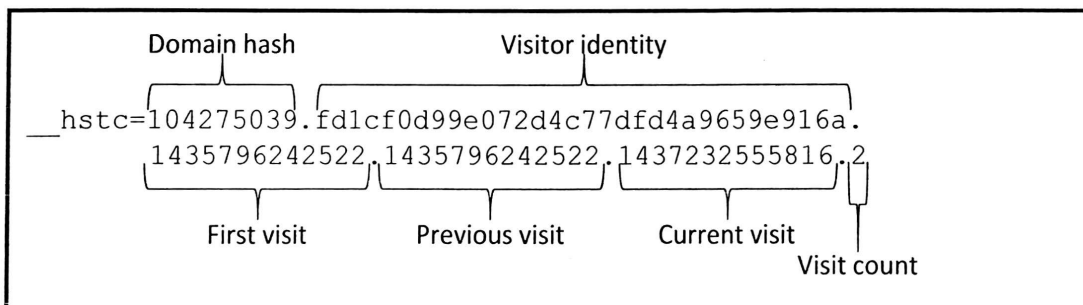 Domain hash Visitor identity
__hstc=104275039.fd1cf0d99e072d4c77dfd4a9659e916a.
1435796242522.1435796242522.1437232555816.2
First visit Previous visit Current visit
Visit count